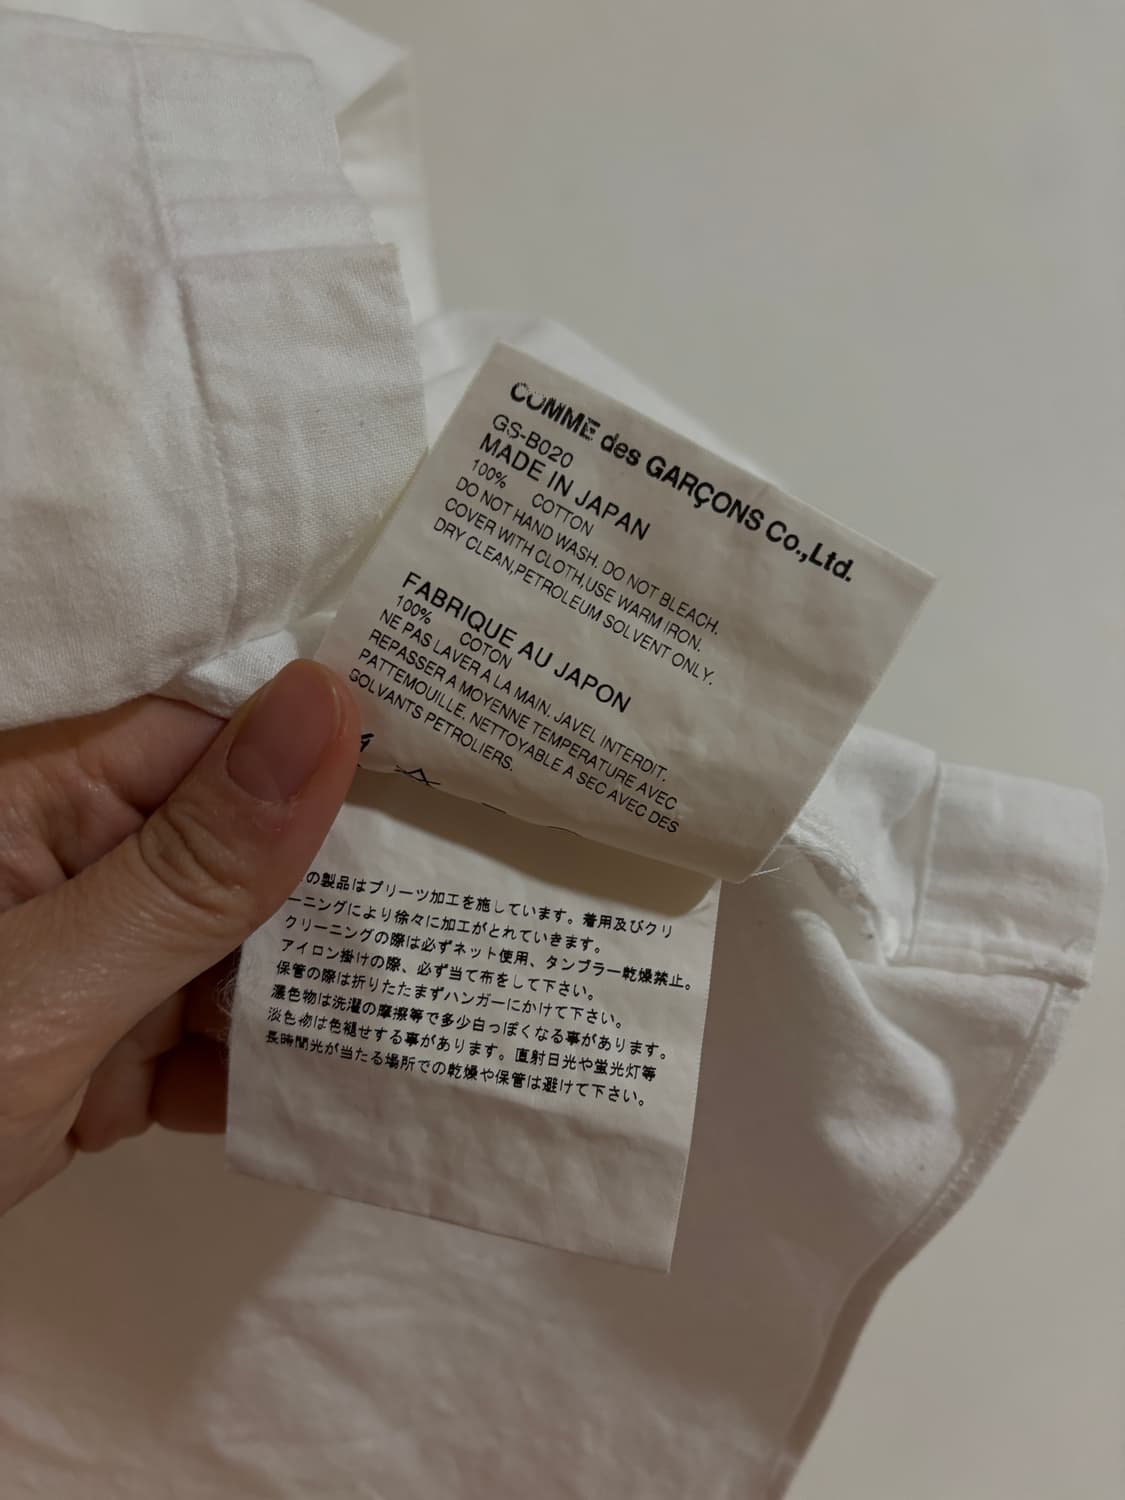 COMME des GARÇONS Co.,Ltd.
GS-B020
MADE IN JAPAN
100% COTTON
DO NOT HAND WASH. DO NOT BLEACH.
COVER WITH CLOTH,USE WARM IRON.
DRY CLEAN,PETROLEUM SOLVENT ONLY.
FABRIQUE AU JAPON
100% COTON
NE PAS LAVER A LA MAIN. JAVEL INTERDIT.
REPASSER A MOYENNE TEMPERATURE AVEC
PATTEMOUILLE. NETTOYABLE A SEC AVEC DES
SOLVANTS PETROLIERS.
の製品はプリーツ加工を施しています。着用及びクリ
ーニングにより徐々に加工がとれていきます。
クリーニングの際は必ずネット使用、タンブラー乾燥禁止。
アイロン掛けの際、必ず当て布をして下さい。
保管の際は折りたたまずハンガーにかけて下さい。
濃色物は洗濯の摩擦等で多少白っぽくなる事があります。
淡色物は色褪せする事があります。直射日光や蛍光灯等
長時間光が当たる場所での乾燥や保管は避けて下さい。